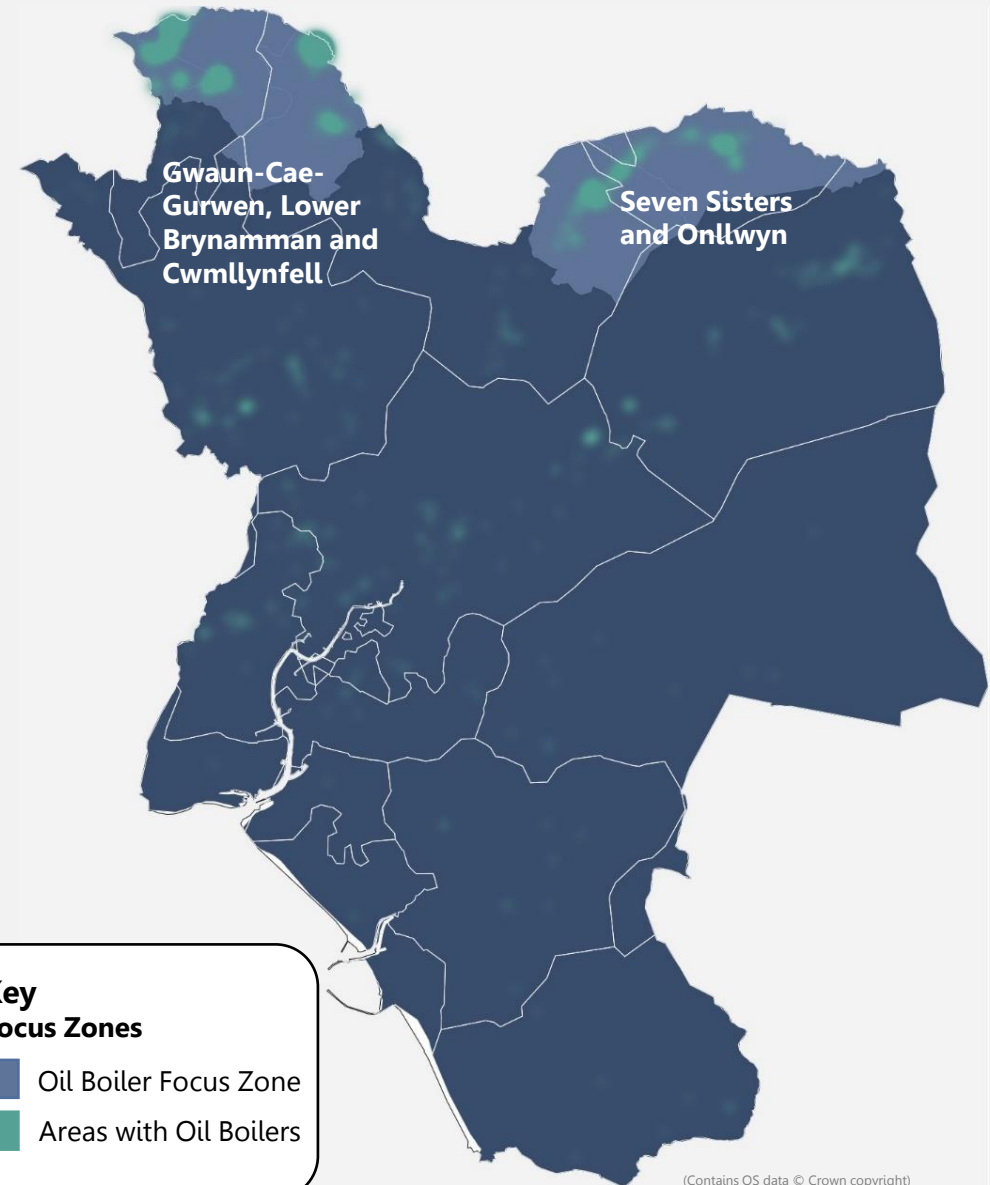 Gwaun-Cae-
Gurwen, Lower
Brynamman and
Cwmllynfell
Seven Sisters
and Onllwyn
Key
Focus Zones
Oil Boiler Focus Zone
Areas with Oil Boilers
(Contains OS data © Crown copyright)